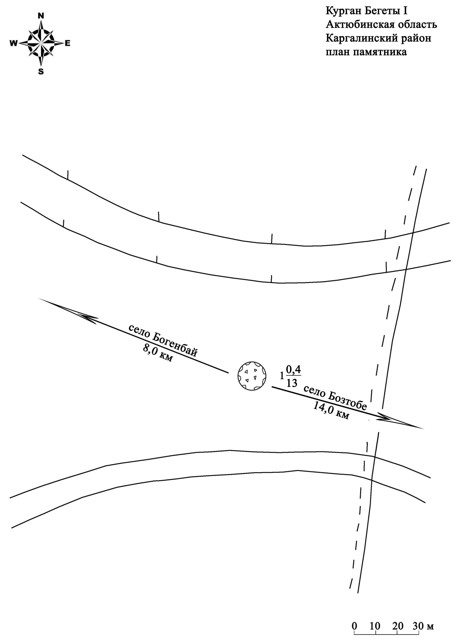 N
W E
S
Курган Бегеты I
Актюбинская область
Каргалинский район
план памятника
село Богенбай
8,0 км
1 0,4
13
село Бозтобе
14,0 км
0 10 20 30 м